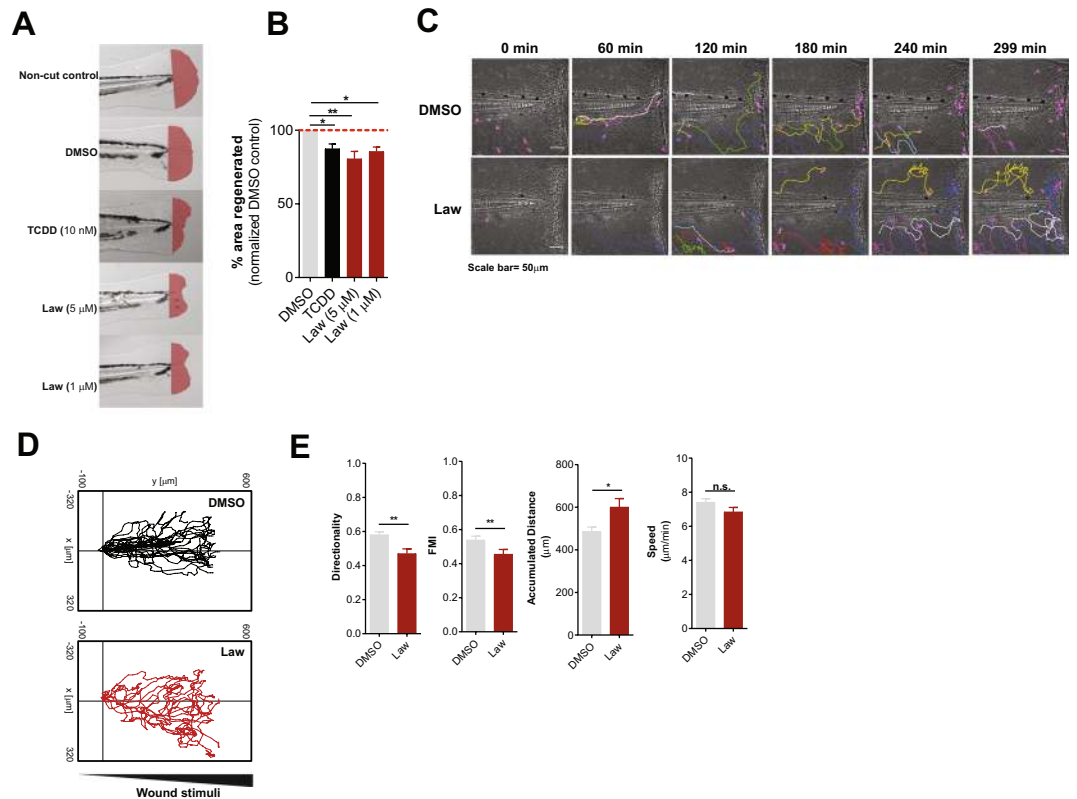 A
Non-cut control
DMSO
TCDD (10 nM)
Law (5 μM)
Law (1 μM)
B
% area regenerated
(normalized DMSO control)
100
50
0
*
**
*
DMSO
TCDD
Law (5 μM)
Law (1 μM)
C
0 min 60 min 120 min 180 min 240 min 299 min
DMSO
Law
Scale bar= 50μm
D
-100 y [μm] 600
-320
x [μm]
320
DMSO
-100 600
-320
x [μm]
320
Law
Wound stimuli
E
Directionality
1.0
0.8
0.6
0.4
0.2
0.0
**
DMSO
Law
FMI
1.0
0.8
0.6
0.4
0.2
0.0
**
DMSO
Law
Accumulated Distance
(μm)
800
600
400
200
0
*
DMSO
Law
Speed
(μm/min)
10
8
6
4
2
0
n.s.
DMSO
Law